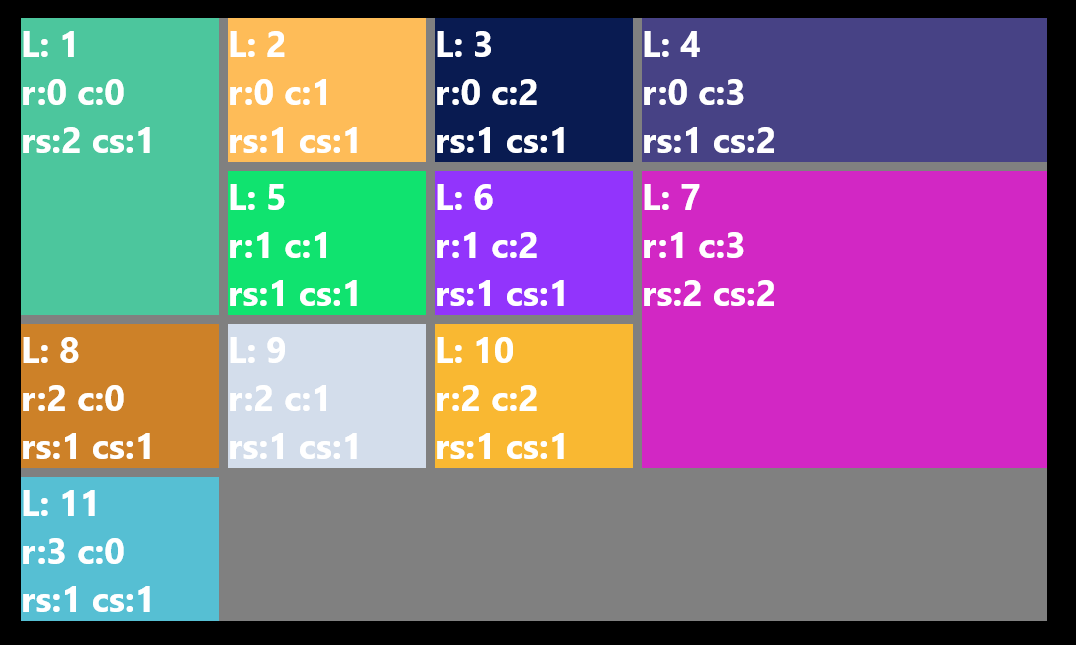 L: 1
r:0 c:0
rs:2 cs:1
L: 2
r:0 c:1
rs:1 cs:1
L: 3
r:0 c:2
rs:1 cs:1
L: 4
r:0 c:3
rs:1 cs:2
L: 5
r:1 c:1
rs:1 cs:1
L: 6
r:1 c:2
rs:1 cs:1
L: 7
r:1 c:3
rs:2 cs:2
L: 8
r:2 c:0
rs:1 cs:1
L: 9
r:2 c:1
rs:1 cs:1
L: 10
r:2 c:2
rs:1 cs:1
L: 11
r:3 c:0
rs:1 cs:1